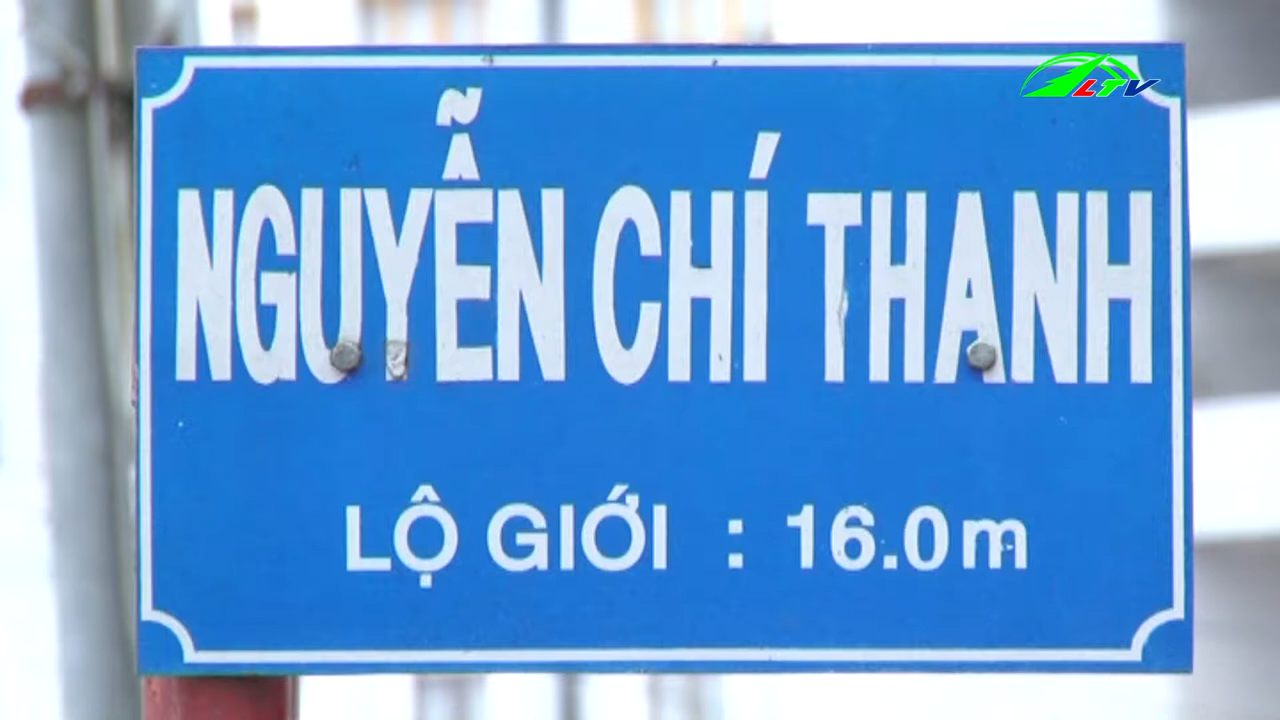 LTV
NGUYỄN CHÍ THANH
LỘ GIỚI : 16.0m